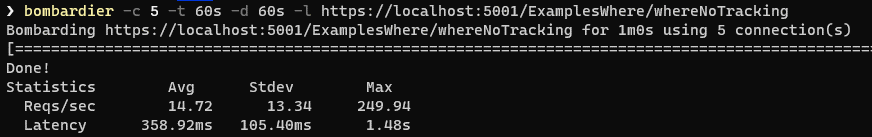 ❯ bombardier -c 5 -t 60s -d 60s -l https://localhost:5001/ExamplesWhere/whereNoTracking
Bombarding https://localhost:5001/ExamplesWhere/whereNoTracking for 1m0s using 5 connection(s)
[=====================================================================================
Done!
Statistics        Avg      Stdev        Max
  Reqs/sec        14.72      13.34     249.94
  Latency      358.92ms   105.40ms      1.48s